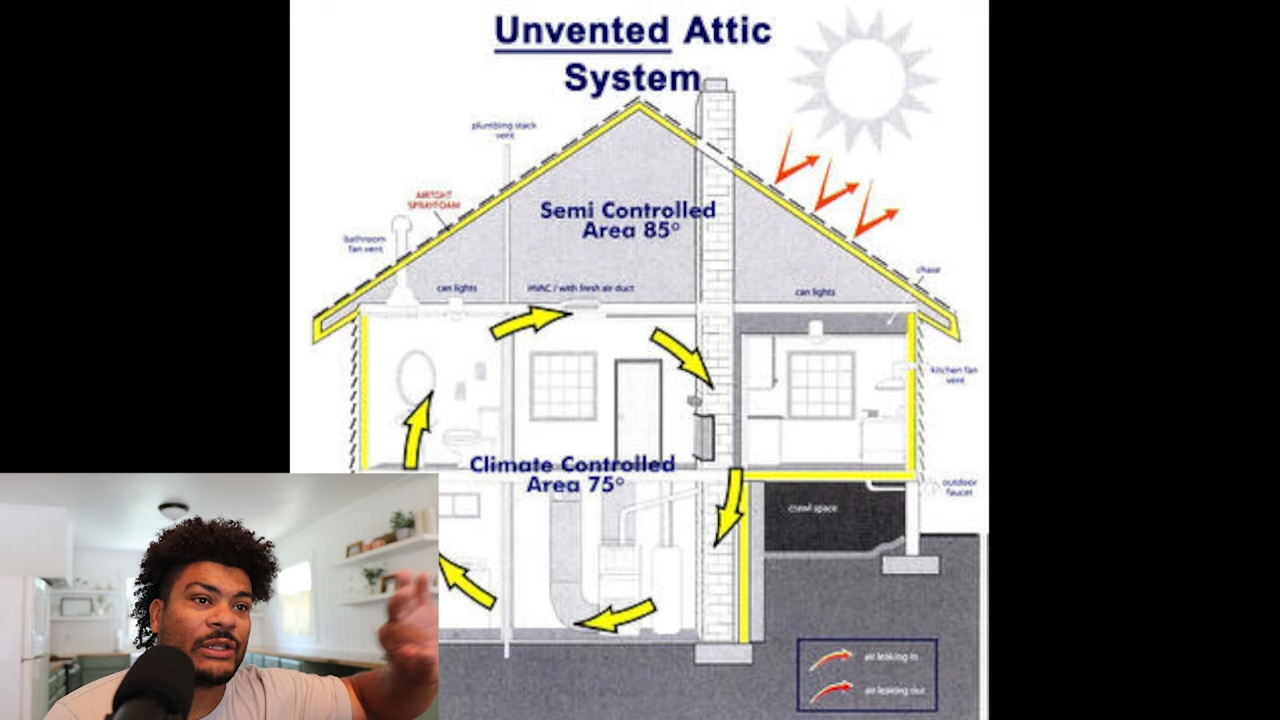 Unvented Attic
System
plumbing stack
vent
AIRTIGHT
SPRAYFOAM
Semi Controlled
Area 85°
bathroom
fan vent
chase
can lights
HVAC / with fresh air duct
can lights
kitchen fan
vent
Climate Controlled
Area 75°
outdoor
faucet
crawl space
air leaking in
air leaking out